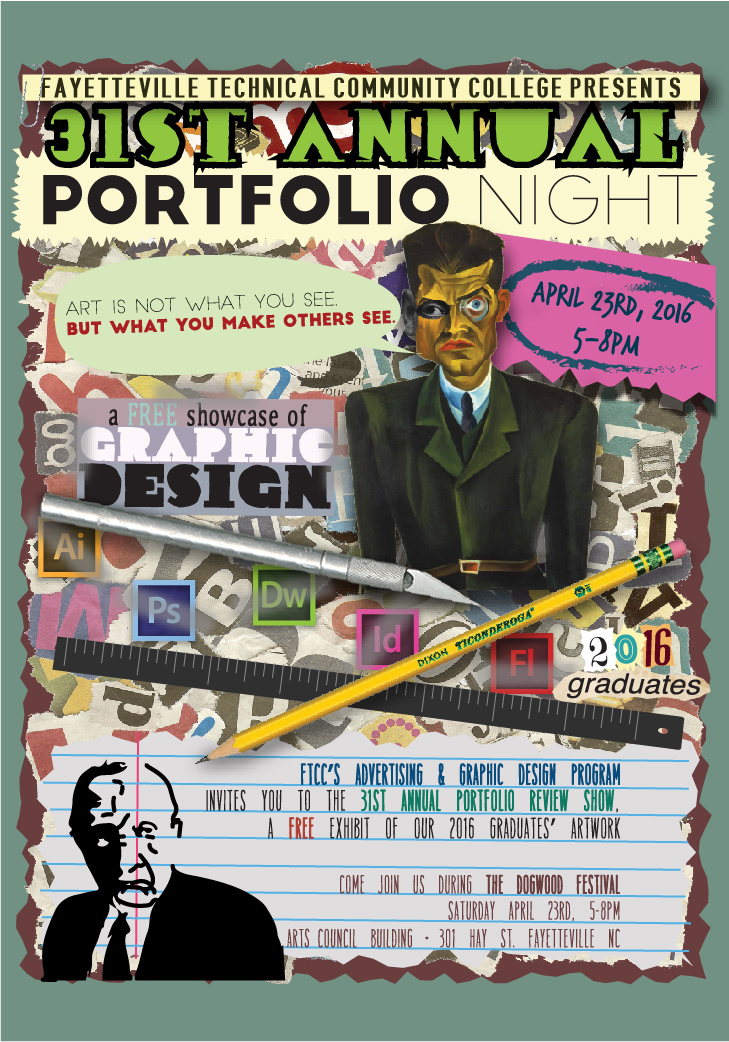 FAYETTEVILLE TECHNICAL COMMUNITY COLLEGE PRESENTS
31ST ANNUAL
PORTFOLIO NIGHT
ART IS NOT WHAT YOU SEE,
BUT WHAT YOU MAKE OTHERS SEE.
APRIL 23RD, 2016
5-8PM
a FREE showcase of
GRAPHIC
DESIGN
Ai
Ps
Dw
Id
Fl
DIXON TICONDEROGA
2016
graduates
FTCC'S ADVERTISING & GRAPHIC DESIGN PROGRAM
INVITES YOU TO THE 31ST ANNUAL PORTFOLIO REVIEW SHOW,
A FREE EXHIBIT OF OUR 2016 GRADUATES' ARTWORK
COME JOIN US DURING THE DOGWOOD FESTIVAL
SATURDAY APRIL 23RD, 5-8PM
ARTS COUNCIL BUILDING • 301 HAY ST. FAYETTEVILLE NC